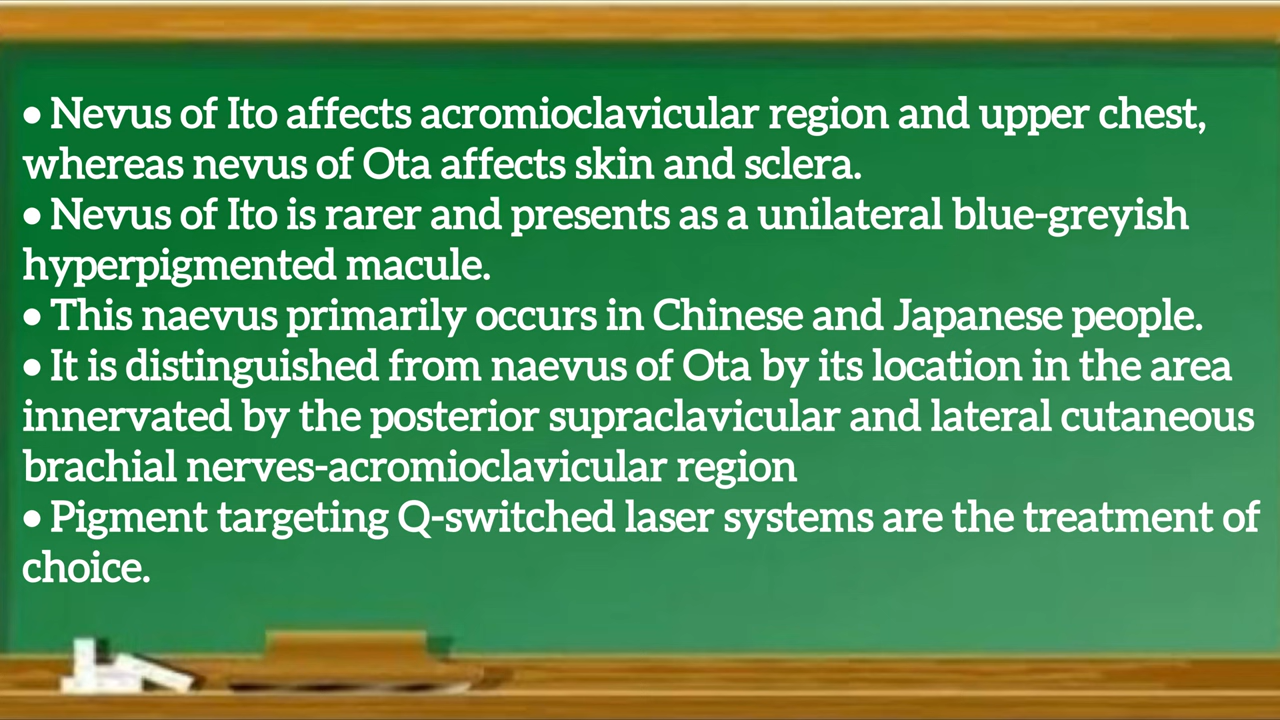 • Nevus of Ito affects acromioclavicular region and upper chest,
whereas nevus of Ota affects skin and sclera.
• Nevus of Ito is rarer and presents as a unilateral blue-greyish
hyperpigmented macule.
• This naevus primarily occurs in Chinese and Japanese people.
• It is distinguished from naevus of Ota by its location in the area
innervated by the posterior supraclavicular and lateral cutaneous
brachial nerves-acromioclavicular region
• Pigment targeting Q-switched laser systems are the treatment of
choice.